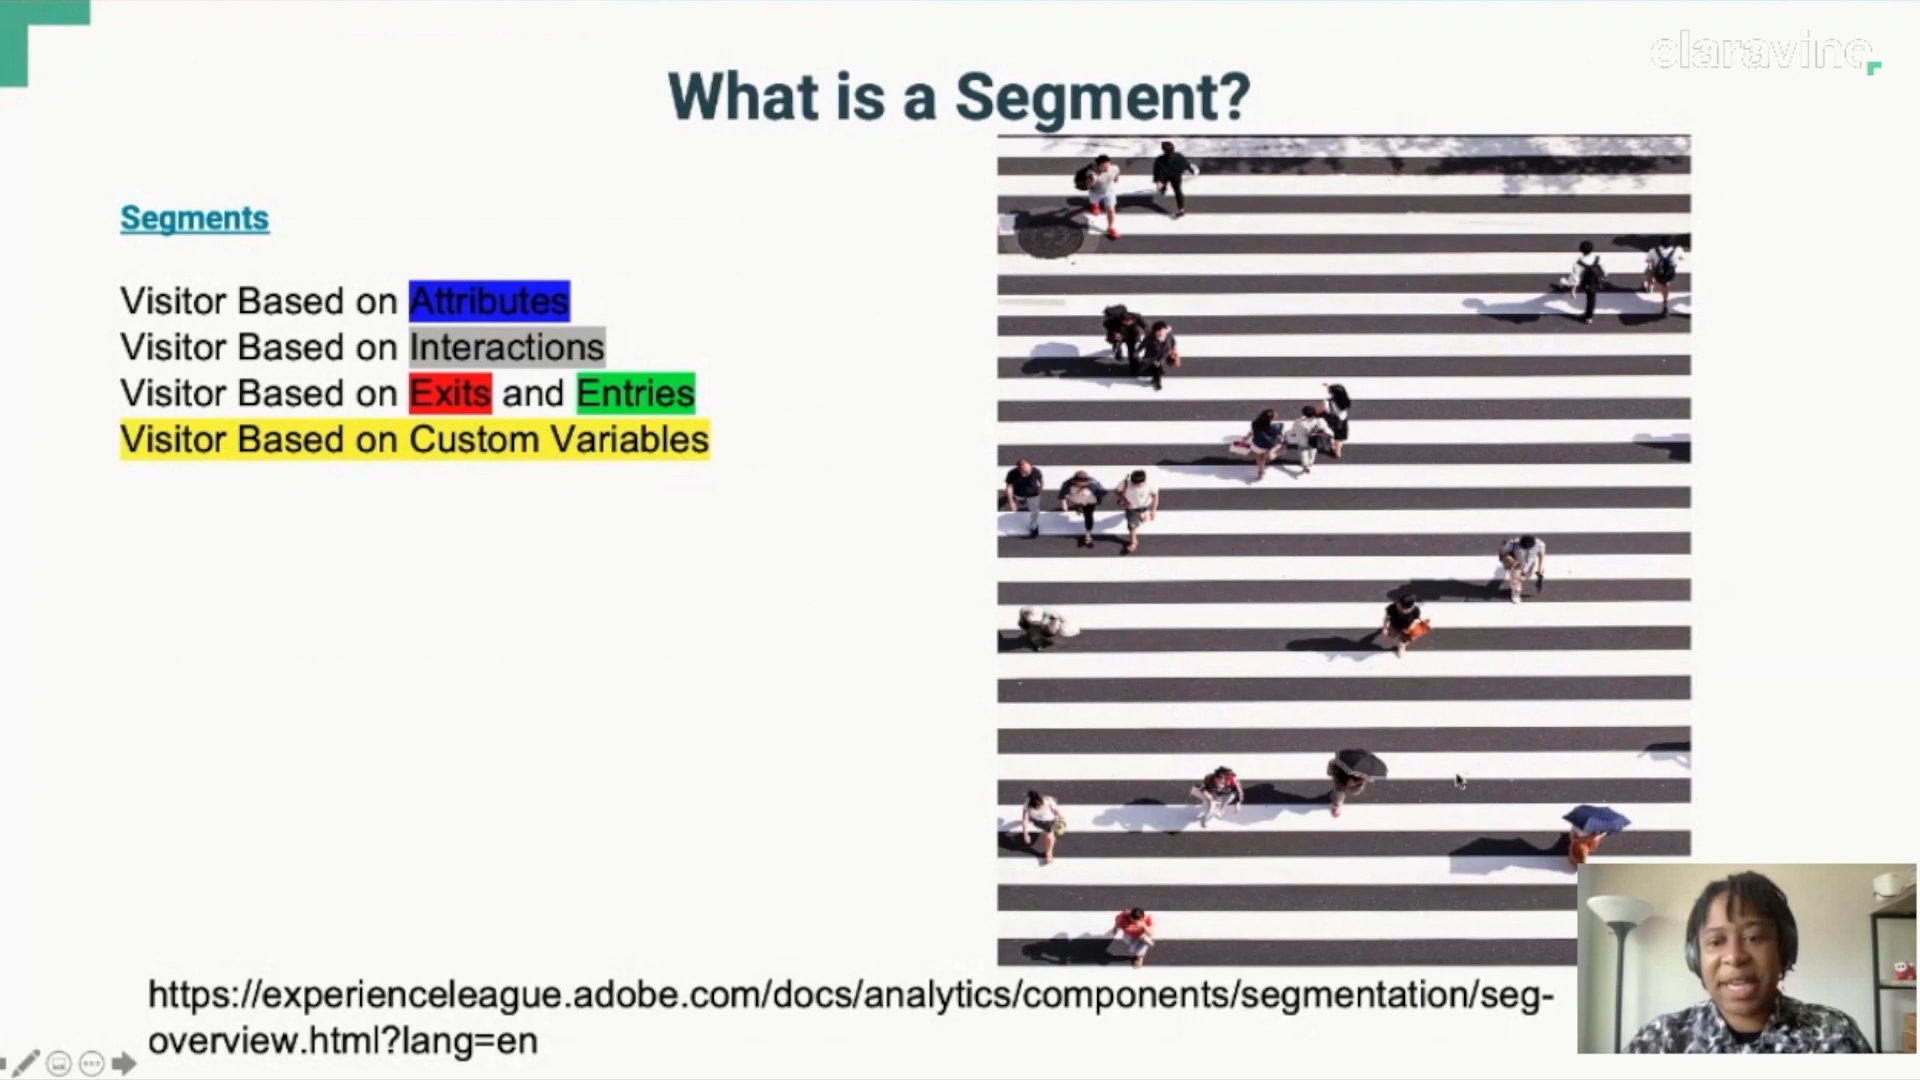 claravine
What is a Segment?
Segments
Visitor Based on Attributes
Visitor Based on Interactions
Visitor Based on Exits and Entries
Visitor Based on Custom Variables
https://experienceleague.adobe.com/docs/analytics/components/segmentation/seg-
overview.html?lang=en